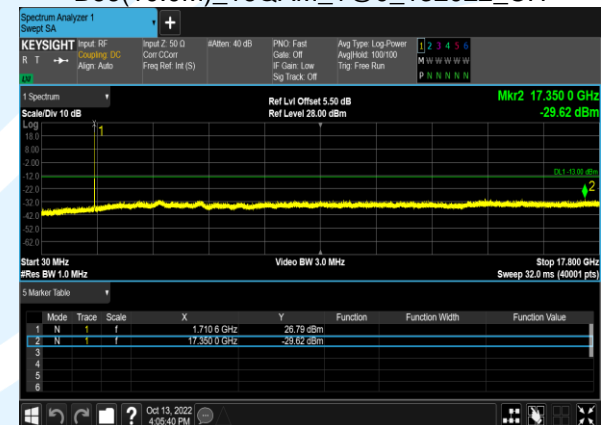 Spectrum Analyzer 1
Swept SA
+
KEYSIGHT
R T
LM
Input: RF
Coupling: DC
Align: Auto
Input Z: 50 Ω
Corr CCorr
Freq Ref: Int (S)
#Atten: 40 dB
PNO: Fast
Gate: Off
IF Gain: Low
Sig Track: Off
Avg Type: Log-Power
Avg|Hold: 100/100
Trig: Free Run
1 2 3 4 5 6
M W W W W W
P N N N N N
1 Spectrum
Scale/Div 10 dB
Ref Lvl Offset 5.50 dB
Ref Level 28.00 dBm
Mkr2 17.350 0 GHz
-29.62 dBm
Log
18.0
8.00
-2.00
-12.0
-22.0
-32.0
-42.0
-52.0
-62.0
1
DL1 -13.00 dBm
2
Start 30 MHz
#Res BW 1.0 MHz
Video BW 3.0 MHz
Stop 17.800 GHz
Sweep 32.0 ms (40001 pts)
5 Marker Table
Mode Trace Scale X Y Function Function Width Function Value
1 N 1 f 1.710 6 GHz 26.79 dBm
2 N 1 f 17.350 0 GHz -29.62 dBm
3
4
5
6
?
Oct 13, 2022
4:05:40 PM